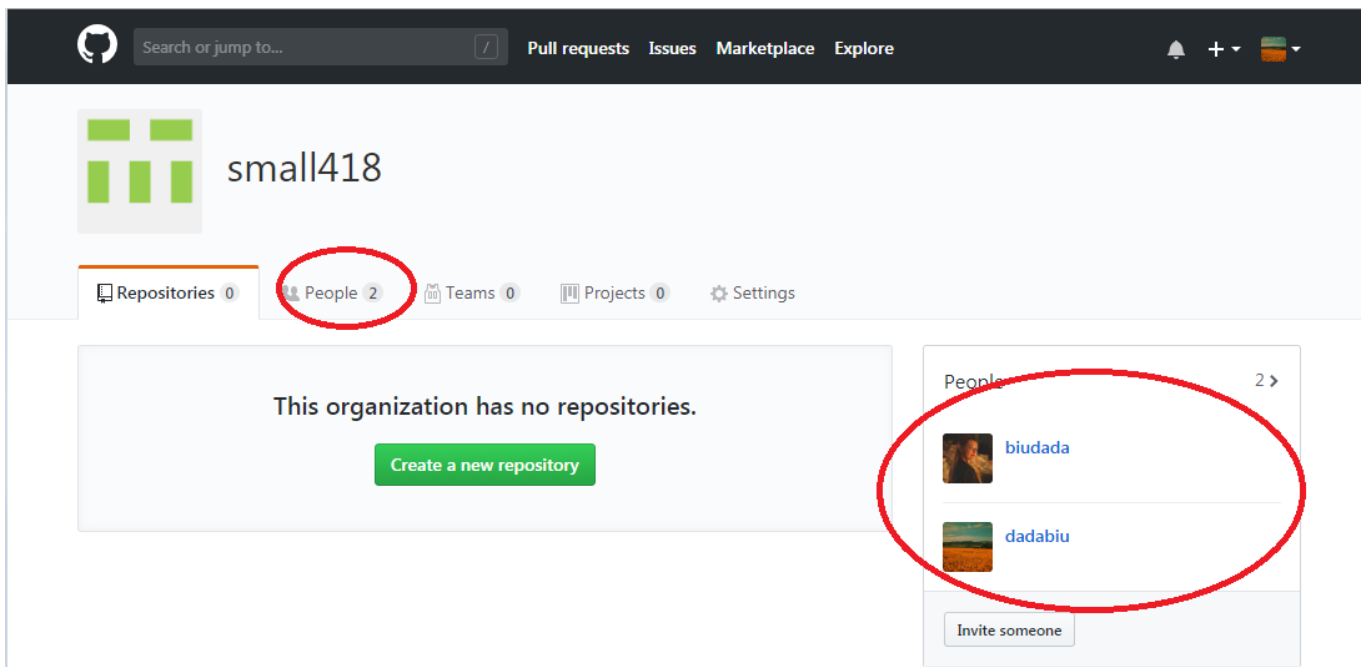 Search or jump to... / Pull requests Issues Marketplace Explore
small418
Repositories 0 People 2 Teams 0 Projects 0 Settings
This organization has no repositories.
Create a new repository
People 2
biudada
dadabiu
Invite someone